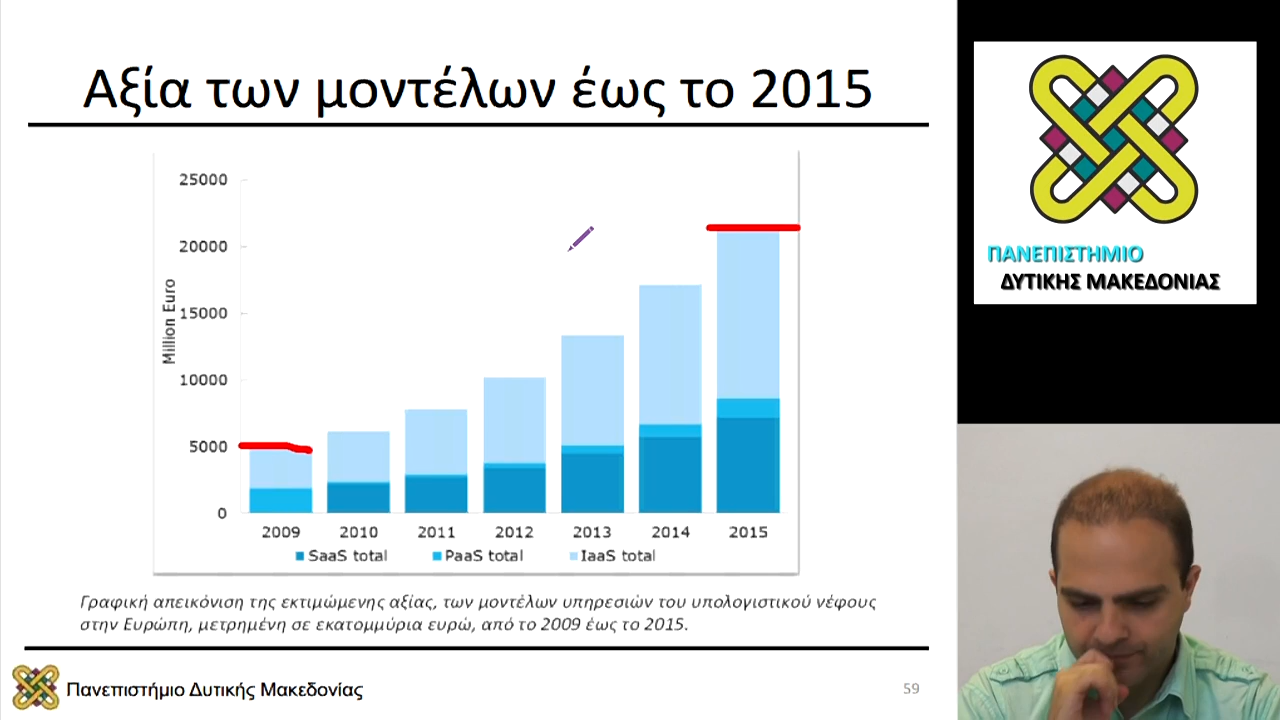 Αξία των μοντέλων έως το 2015
ΠΑΝΕΠΙΣΤΗΜΙΟ
ΔΥΤΙΚΗΣ ΜΑΚΕΔΟΝΙΑΣ
Million Euro
25000
20000
15000
10000
5000
0
2009 2010 2011 2012 2013 2014 2015
SaaS total PaaS total IaaS total
Γραφική απεικόνιση της εκτιμώμενης αξίας, των μοντέλων υπηρεσιών του υπολογιστικού νέφους
στην Ευρώπη, μετρημένη σε εκατομμύρια ευρώ, από το 2009 έως το 2015.
Πανεπιστήμιο Δυτικής Μακεδονίας
59